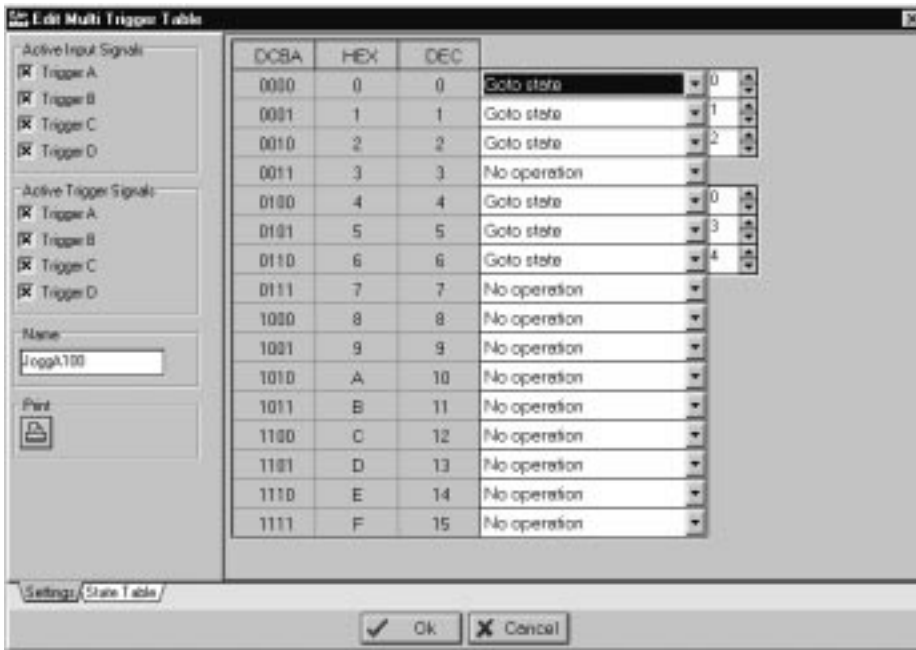 Edit Multi Trigger Table
Active Input Signals
Trigger A
Trigger B
Trigger C
Trigger D
Active Trigger Signals
Trigger A
Trigger B
Trigger C
Trigger D
Name
JoggA100
Print
DCBA HEX DEC
0000 0 0 Goto state 0
0001 1 1 Goto state 1
0010 2 2 Goto state 2
0011 3 3 No operation
0100 4 4 Goto state 0
0101 5 5 Goto state 3
0110 6 6 Goto state 4
0111 7 7 No operation
1000 8 8 No operation
1001 9 9 No operation
1010 A 10 No operation
1011 B 11 No operation
1100 C 12 No operation
1101 D 13 No operation
1110 E 14 No operation
1111 F 15 No operation
Settings State Table
Ok Cancel